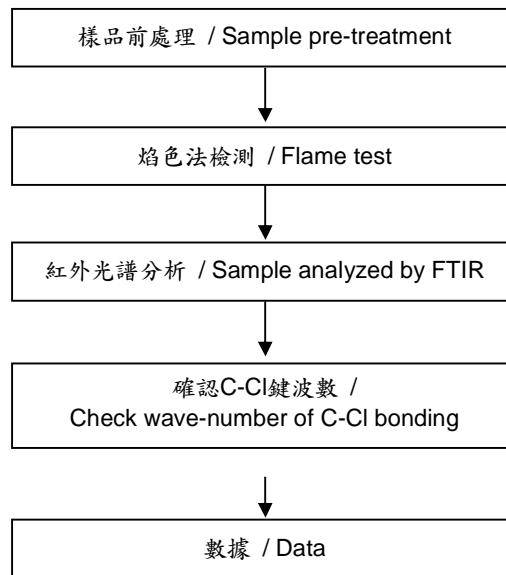 樣品前處理 / Sample pre-treatment
焰色法檢測 / Flame test
紅外光譜分析 / Sample analyzed by FTIR
確認C-Cl鍵波數 /
Check wave-number of C-Cl bonding
數據 / Data